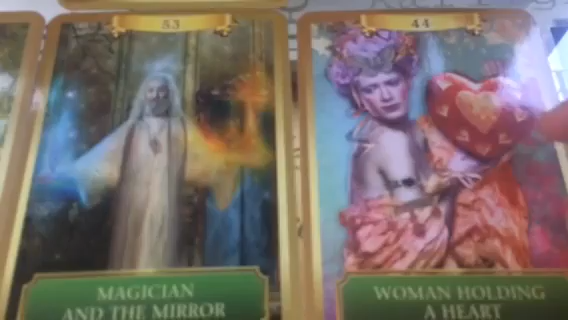 53
44
MAGICIAN
AND THE MIRROR
WOMAN HOLDING
A HEART